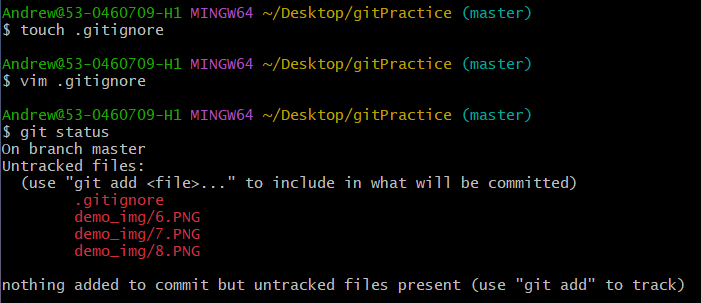 Andrew@53-0460709-H1 MINGW64 ~/Desktop/gitPractice (master)
$ touch .gitignore
Andrew@53-0460709-H1 MINGW64 ~/Desktop/gitPractice (master)
$ vim .gitignore
Andrew@53-0460709-H1 MINGW64 ~/Desktop/gitPractice (master)
$ git status
On branch master
Untracked files:
  (use "git add <file>..." to include in what will be committed)
        .gitignore
        demo_img/6.PNG
        demo_img/7.PNG
        demo_img/8.PNG
nothing added to commit but untracked files present (use "git add" to track)